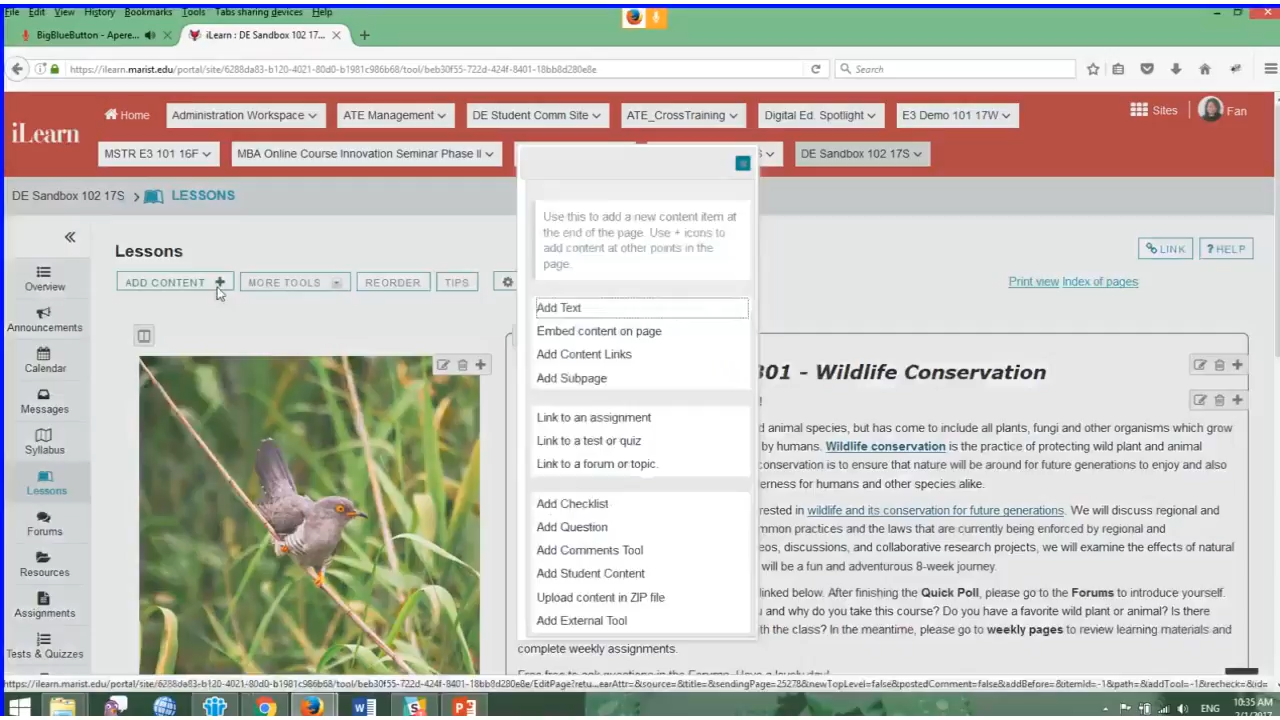 File Edit View History Bookmarks Tools Tabs sharing devices Help
BigBlueButton - Apere...
iLearn : DE Sandbox 102 17S...
https://ilearn.marist.edu/portal/site/6288da83-b120-4021-80d0-b1981c986b68/tool/beb30f55-722d-424f-8401-18bb8d280e8e
Search
iLearn
Home
Administration Workspace
ATE Management
DE Student Comm Site
ATE_CrossTraining
Digital Ed. Spotlight
E3 Demo 101 17W
Sites
Fan
MSTR E3 101 16F
MBA Online Course Innovation Seminar Phase II
S
DE Sandbox 102 17S
DE Sandbox 102 17S > LESSONS
Lessons
LINK
? HELP
ADD CONTENT +
MORE TOOLS
REORDER
TIPS
Print view Index of pages
Overview
Announcements
Calendar
Messages
Syllabus
Lessons
Forums
Resources
Assignments
Tests & Quizzes
Use this to add a new content item at
the end of the page. Use + icons to
add content at other points in the
page.
Add Text
Embed content on page
Add Content Links
Add Subpage
Link to an assignment
Link to a test or quiz
Link to a forum or topic.
Add Checklist
Add Question
Add Comments Tool
Add Student Content
Upload content in ZIP file
Add External Tool
301 - Wildlife Conservation
!
d animal species, but has come to include all plants, fungi and other organisms which grow
by humans. Wildlife conservation is the practice of protecting wild plant and animal
conservation is to ensure that nature will be around for future generations to enjoy and also
erness for humans and other species alike.
rested in wildlife and its conservation for future generations. We will discuss regional and
mmon practices and the laws that are currently being enforced by regional and
eos, discussions, and collaborative research projects, we will examine the effects of natural
will be a fun and adventurous 8-week journey.
linked below. After finishing the Quick Poll, please go to the Forums to introduce yourself.
and why do you take this course? Do you have a favorite wild plant or animal? Is there
th the class? In the meantime, please go to weekly pages to review learning materials and
complete weekly assignments.
https://ilearn.marist.edu/portal/site/6288da83-b120-4021-80d0-b1981c986b68/tool/beb30f55-722d-424f-8401-18bb8d280e8e/EditPage?retu...earAttr=&source=&title=&sendingPage=25278&newTopLevel=false&postedComment=false&addBefore=&itemId=-1&path=&addTool=-1&recheck=&id=
ENG
10:35 AM
2/1/2017